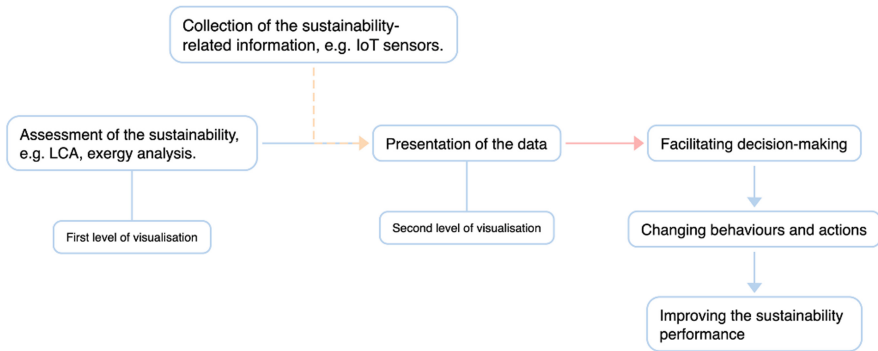 Collection of the sustainability-
related information, e.g. IoT sensors.
Assessment of the sustainability,
e.g. LCA, exergy analysis.
Presentation of the data
Facilitating decision-making
First level of visualisation
Second level of visualisation
Changing behaviours and actions
Improving the sustainability
performance